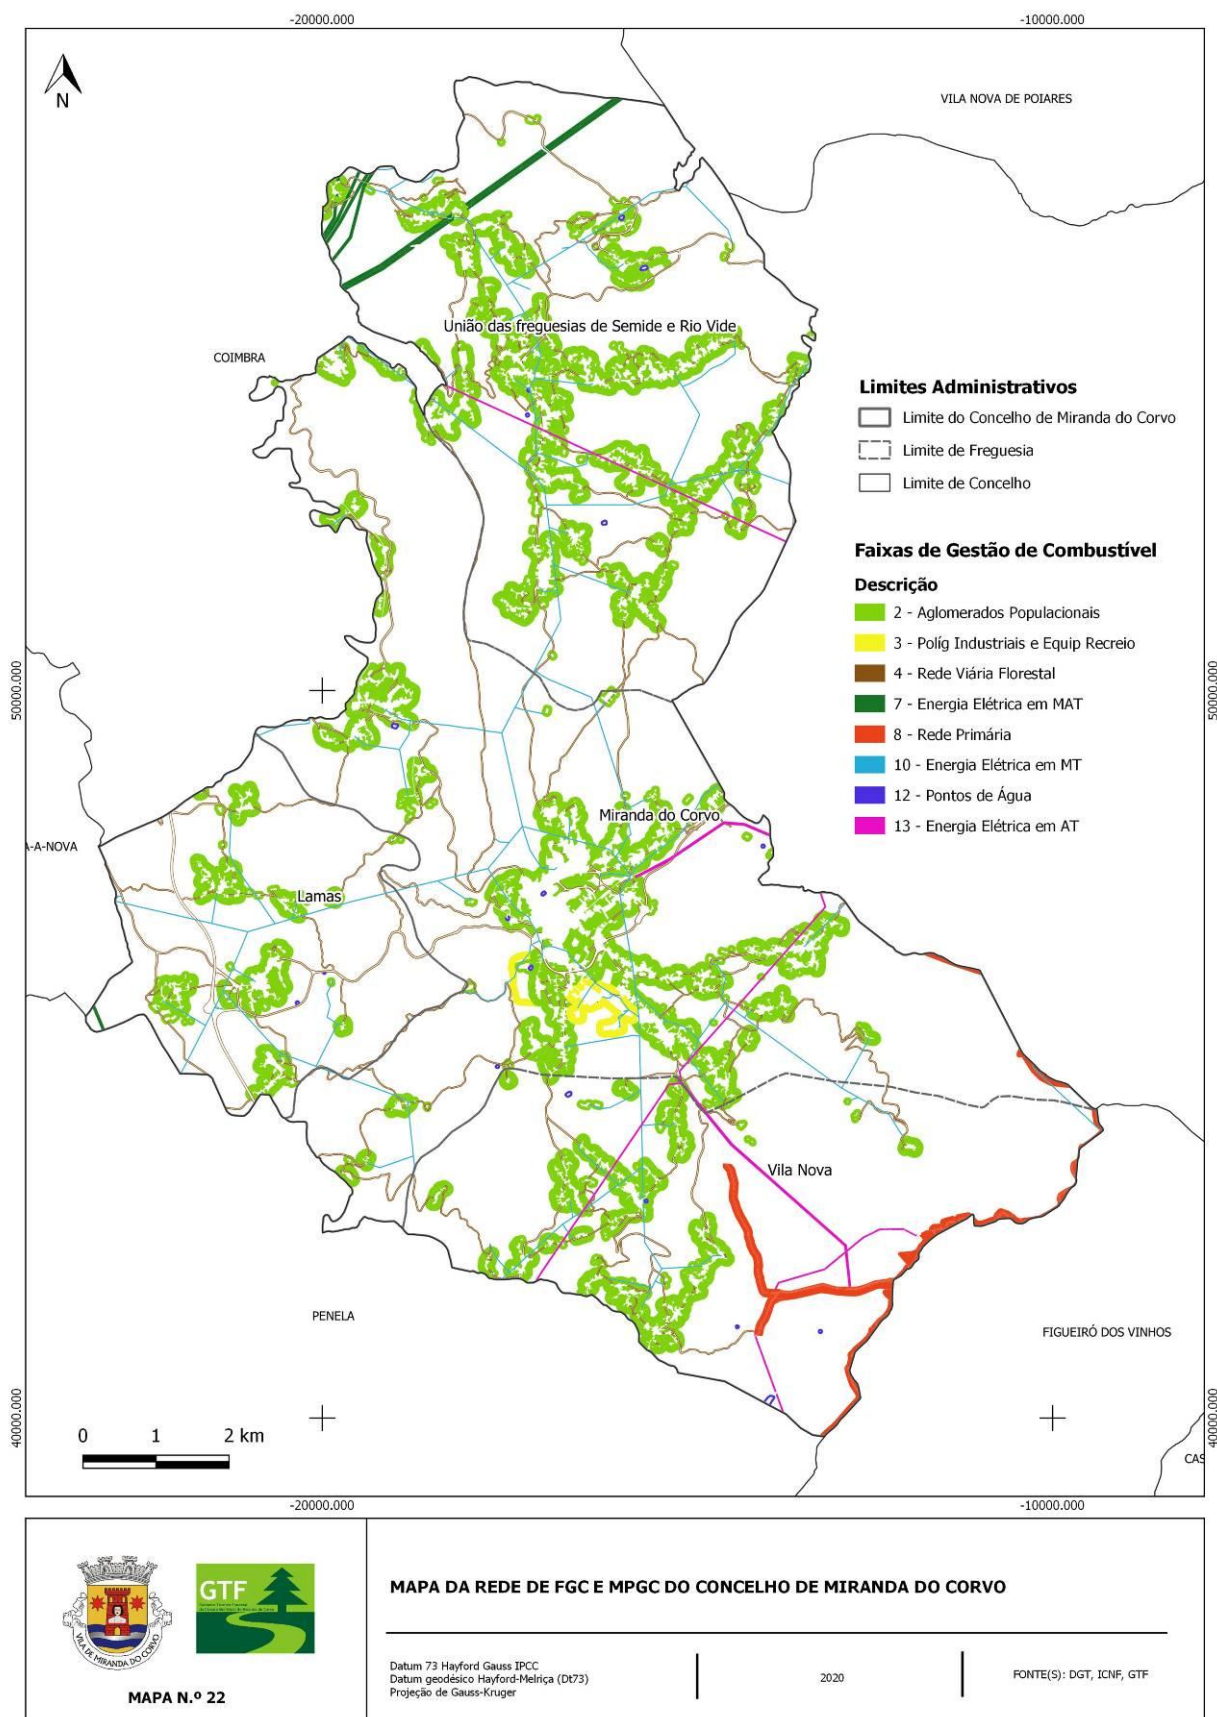 -20000.000
-10000.000
N
VILA NOVA DE POIARES
União das freguesias de Semide e Rio Vide
COIMBRA
Limites Administrativos
Limite do Concelho de Miranda do Corvo
Limite de Freguesia
Limite de Concelho
Faixas de Gestão de Combustível
Descrição
2 - Aglomerados Populacionais
3 - Políg Industriais e Equip Recreio
4 - Rede Viária Florestal
7 - Energia Elétrica em MAT
8 - Rede Primária
10 - Energia Elétrica em MT
12 - Pontos de Água
13 - Energia Elétrica em AT
50000.000
50000.000
Miranda do Corvo
A-A-NOVA
Lamas
Vila Nova
PENELA
FIGUEIRÓ DOS VINHOS
40000.000
40000.000
0 1 2 km
CAS
-20000.000
-10000.000
GTF
VILA DE MIRANDA DO CORVO
MAPA N.º 22
MAPA DA REDE DE FGC E MPGC DO CONCELHO DE MIRANDA DO CORVO
Datum 73 Hayford Gauss IPCC
Datum geodésico Hayford-Melriça (Dt73)
Projeção de Gauss-Kruger
2020
FONTE(S): DGT, ICNF, GTF